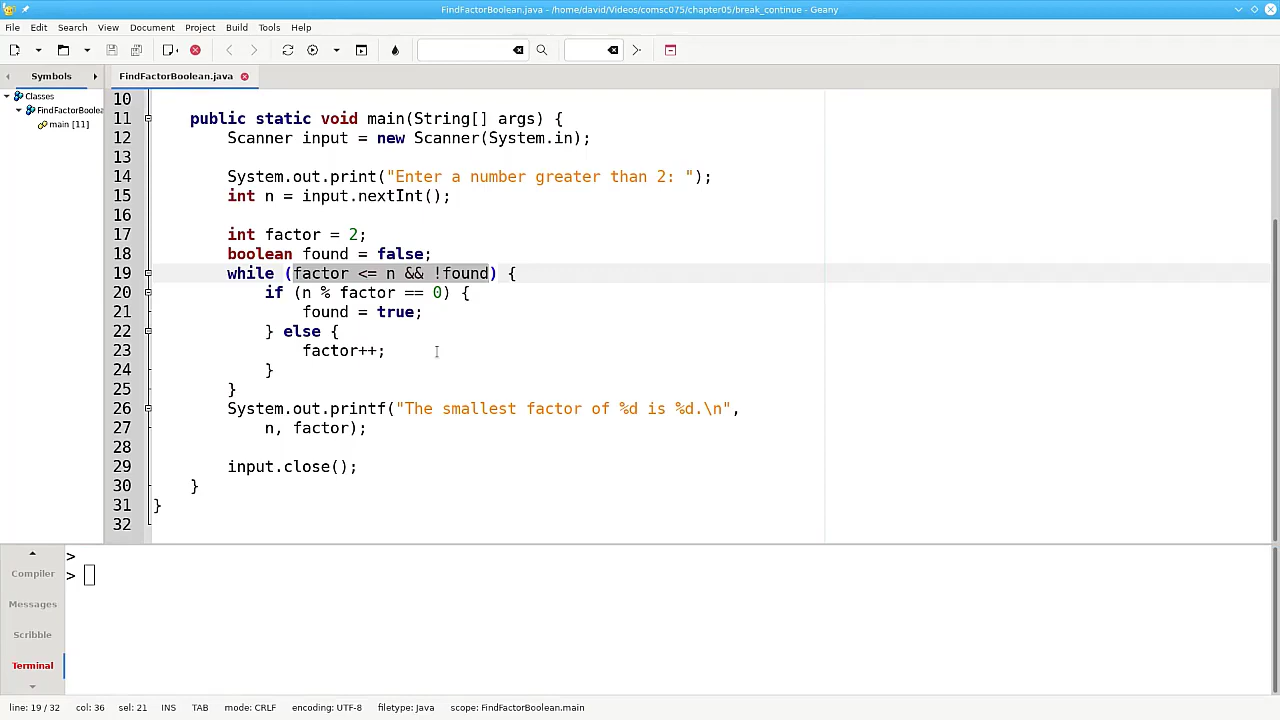 FindFactorBoolean.java - /home/david/Videos/comsc075/chapter05/break_continue - Geany
File Edit Search View Document Project Build Tools Help
Symbols FindFactorBoolean.java
Classes
FindFactorBoolea
main [11]
10
11 public static void main(String[] args) {
12 Scanner input = new Scanner(System.in);
13
14 System.out.print("Enter a number greater than 2: ");
15 int n = input.nextInt();
16
17 int factor = 2;
18 boolean found = false;
19 while (factor <= n && !found) {
20 if (n % factor == 0) {
21 found = true;
22 } else {
23 factor++;
24 }
25 }
26 System.out.printf("The smallest factor of %d is %d.\n",
27 n, factor);
28
29 input.close();
30 }
31 }
32
>
>
Compiler
Messages
Scribble
Terminal
line: 19 / 32 col: 36 sel: 21 INS TAB mode: CRLF encoding: UTF-8 filetype: Java scope: FindFactorBoolean.main